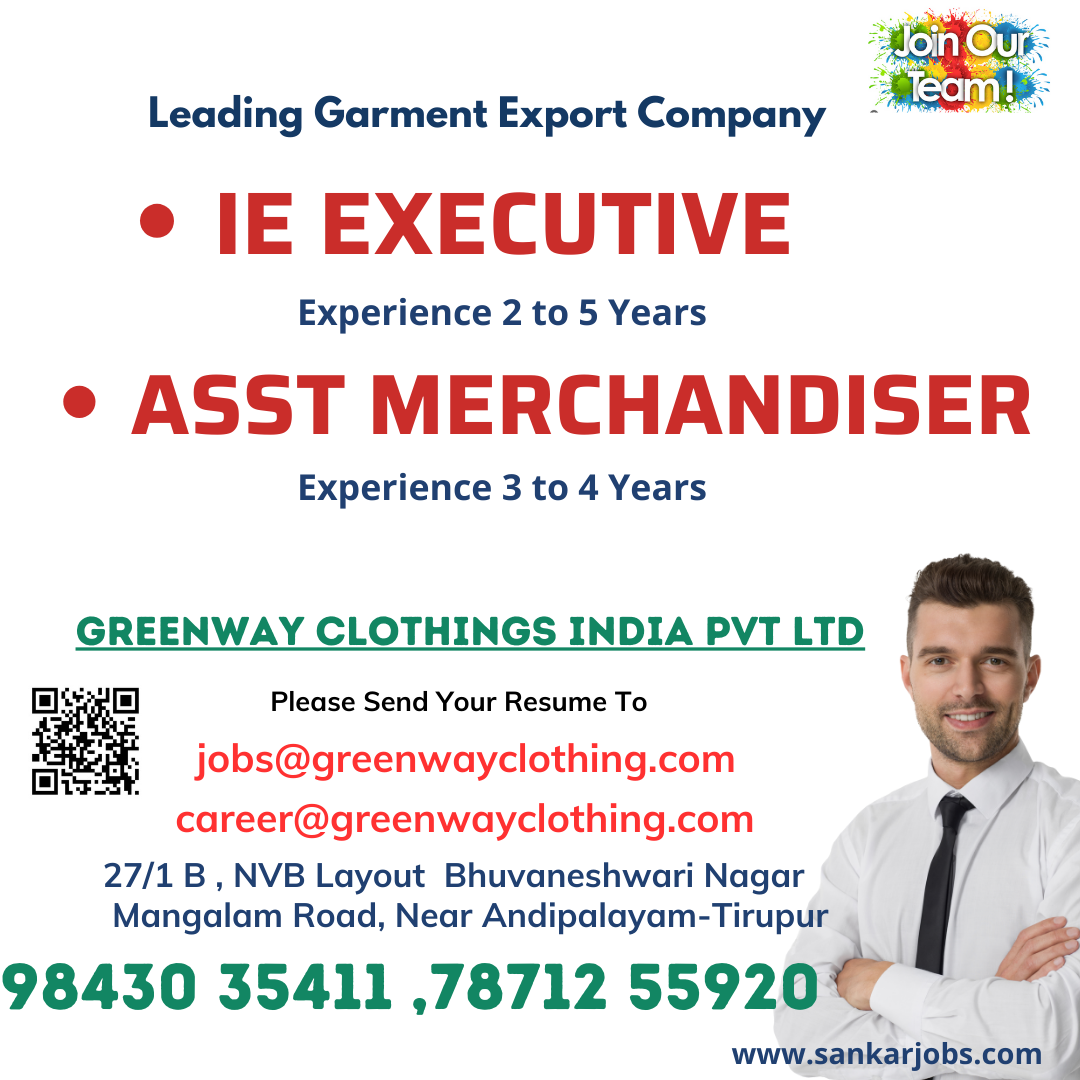 Join Our
Team!
Leading Garment Export Company
• IE EXECUTIVE
Experience 2 to 5 Years
• ASST MERCHANDISER
Experience 3 to 4 Years
GREENWAY CLOTHINGS INDIA PVT LTD
Please Send Your Resume To
jobs@greenwayclothing.com
career@greenwayclothing.com
27/1 B , NVB Layout  Bhuvaneshwari Nagar
Mangalam Road, Near Andipalayam-Tirupur
98430 35411 ,78712 55920
www.sankarjobs.com